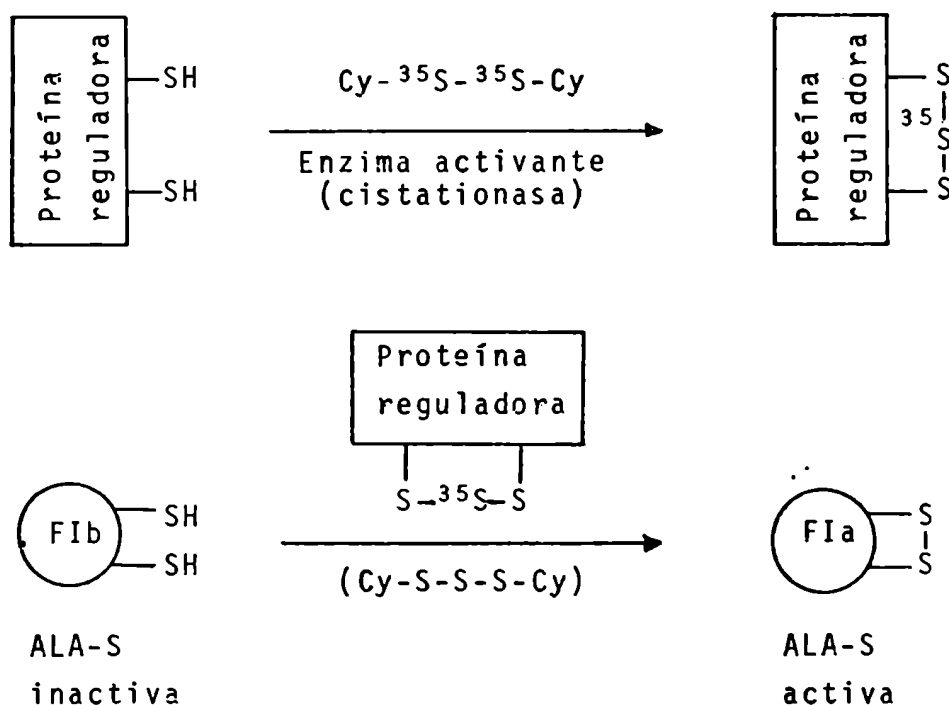 Proteína
reguladora
—SH
—SH
Cy-³⁵S-³⁵S-Cy
Enzima activante
(cistationasa)
Proteína
reguladora
S
35
S
S
Proteína
reguladora
S—³⁵S—S
(Cy-S-S-S-Cy)
FIb
SH
SH
ALA-S
inactiva
FIa
S
S
ALA-S
activa